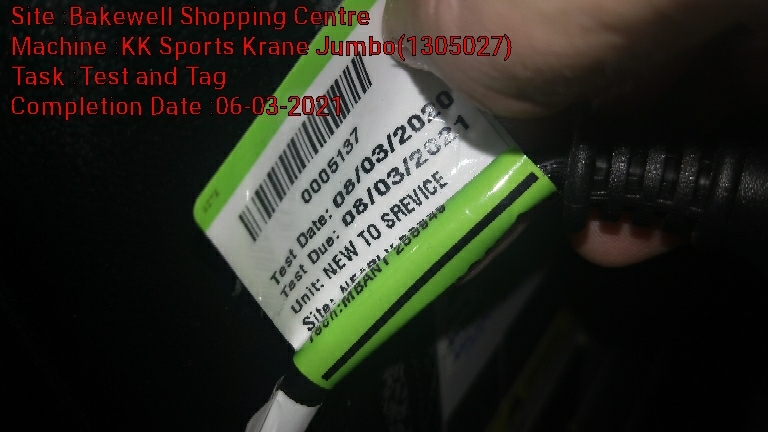 Site :Bakewell Shopping Centre
Machine :KK Sports Krane Jumbo(1305027)
Task :Test and Tag
Completion Date :06-03-2021
0005137
Test Date: 08/03/2020
Test Due: 08/03/2021
Unit: NEW TO SREVICE
Site: